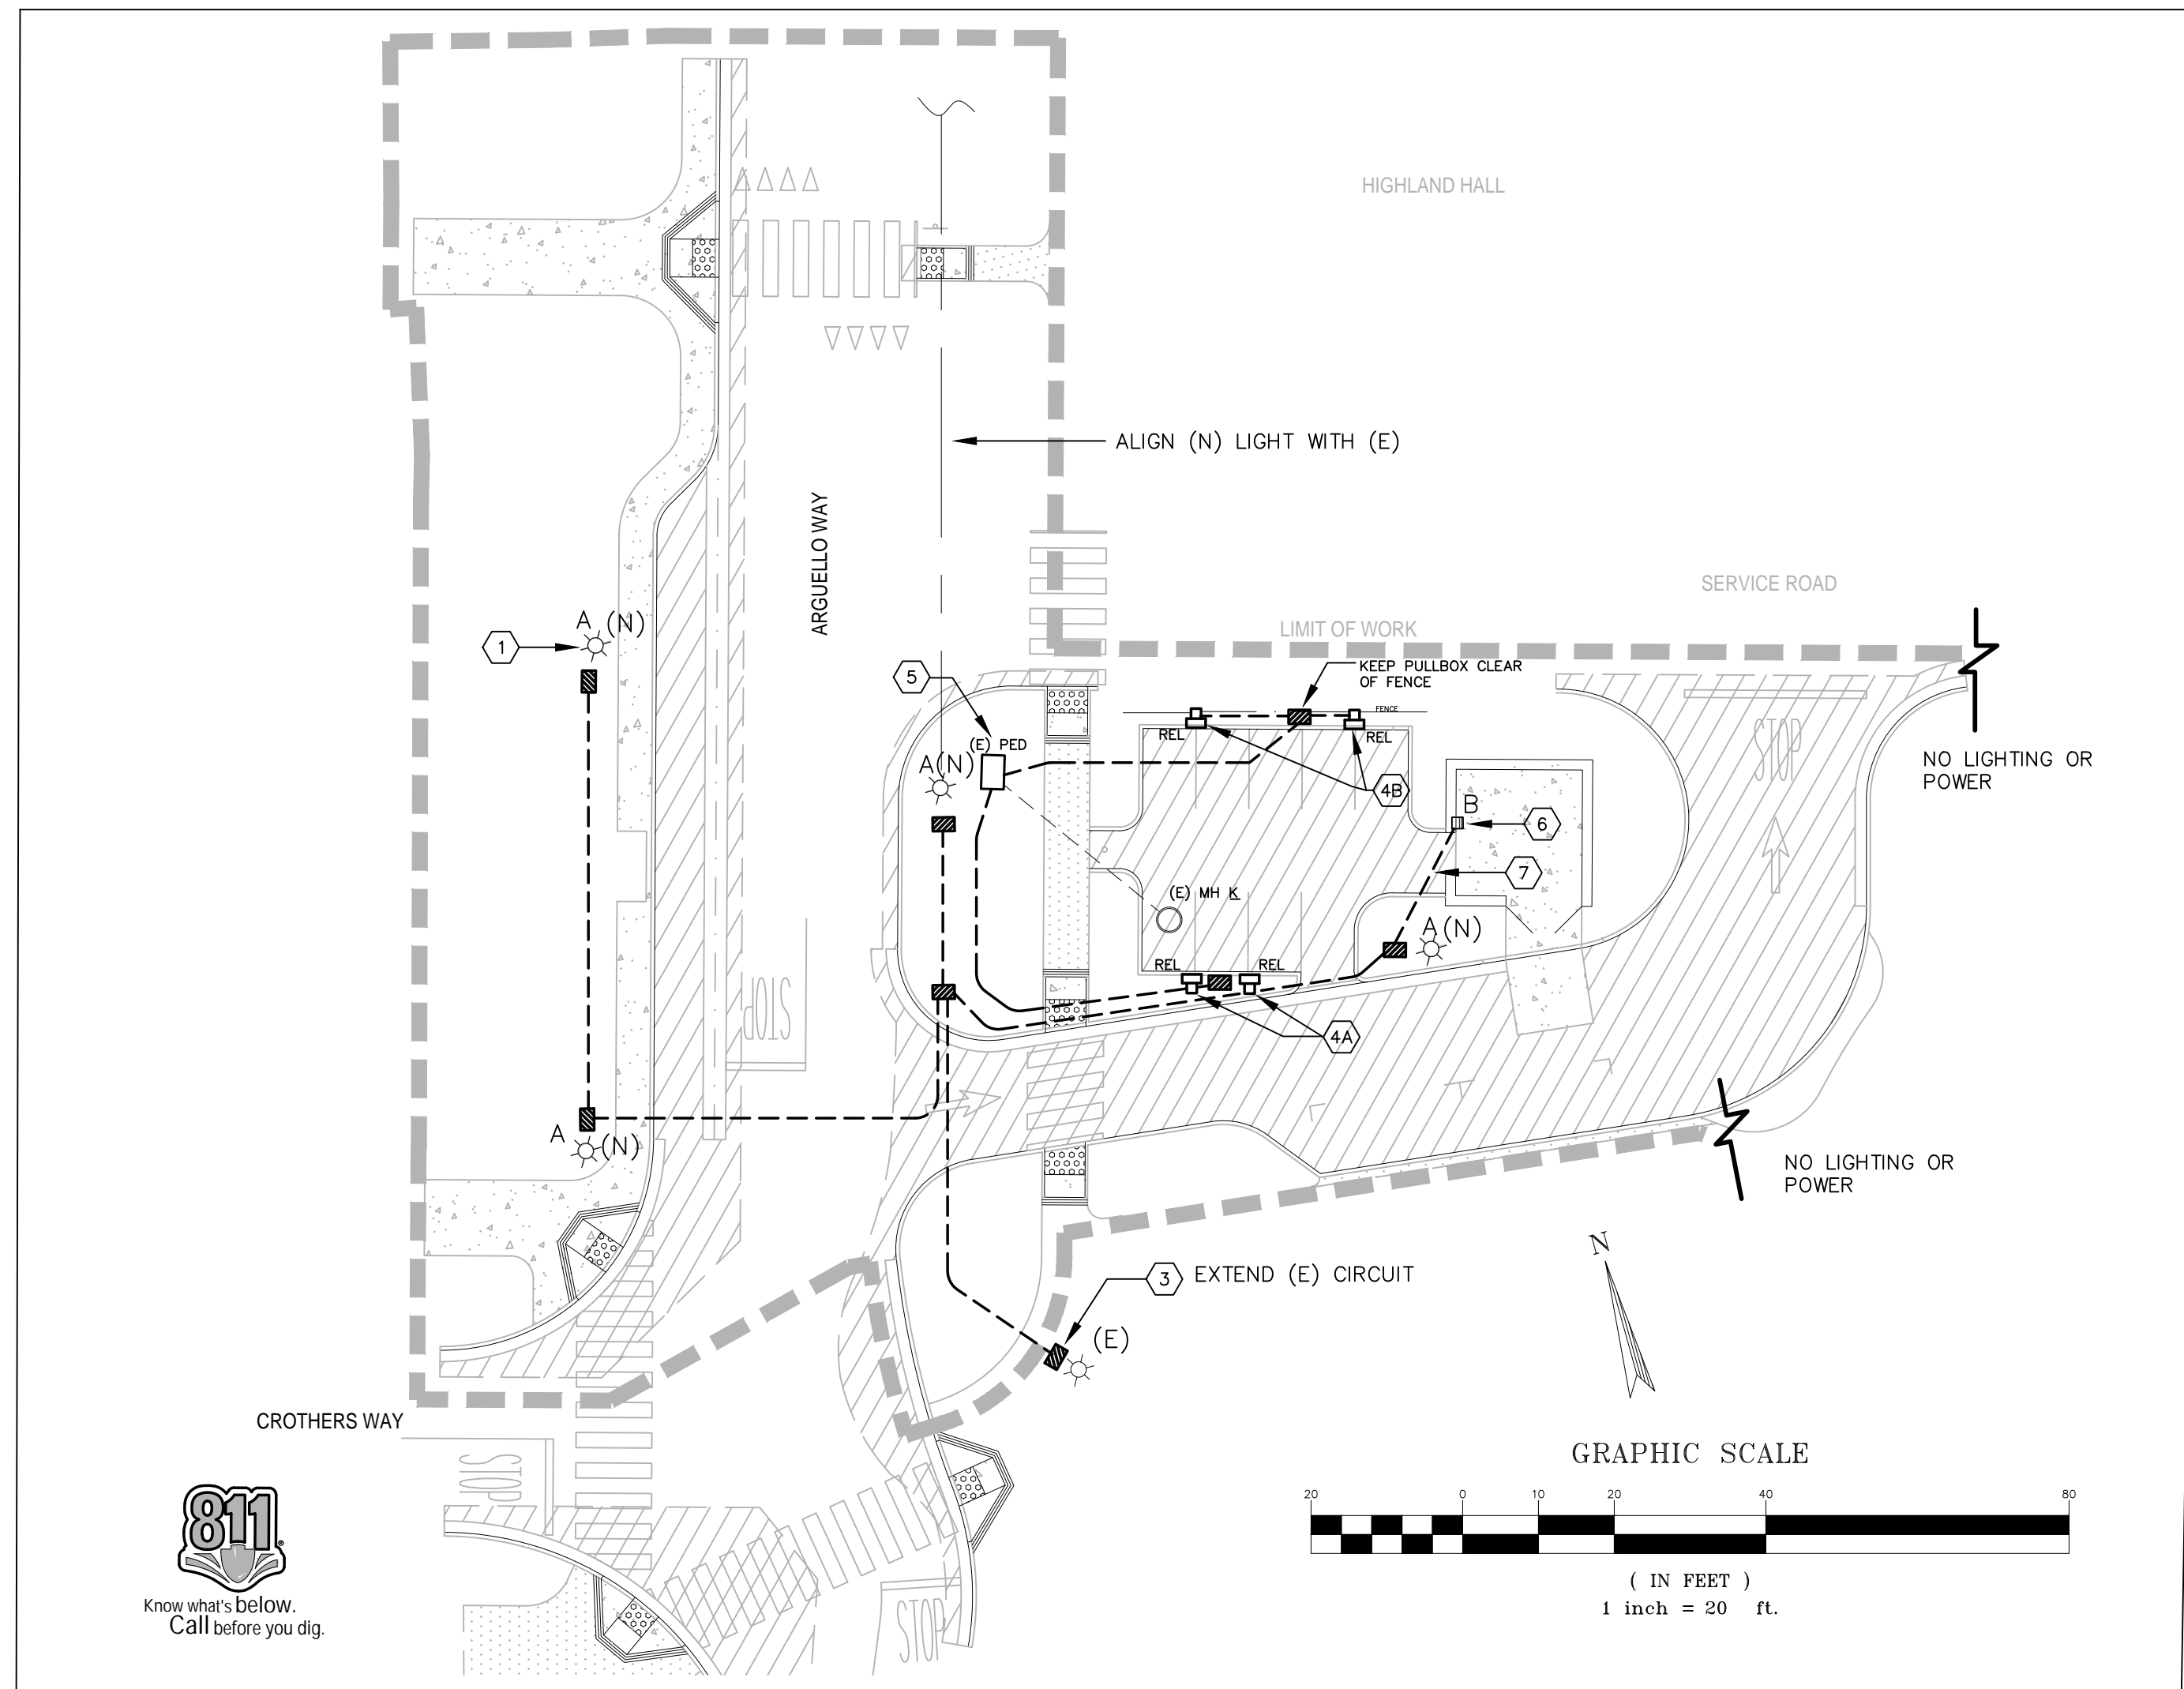 HIGHLAND HALL
ALIGN (N) LIGHT WITH (E)
ARGUELLO WAY
SERVICE ROAD
LIMIT OF WORK
A (N)
1
5
KEEP PULLBOX CLEAR
OF FENCE
FENCE
REL
REL
(E) PED
A(N)
4B
STOP
NO LIGHTING OR
POWER
B
6
7
(E) MH K
A(N)
REL
REL
4A
STOP
A
(N)
NO LIGHTING OR
POWER
3
EXTEND (E) CIRCUIT
(E)
N
CROTHERS WAY
STOP
STOP
GRAPHIC SCALE
20 0 10 20 40 80
( IN FEET )
1 inch = 20 ft.
811®
Know what's below.
Call before you dig.